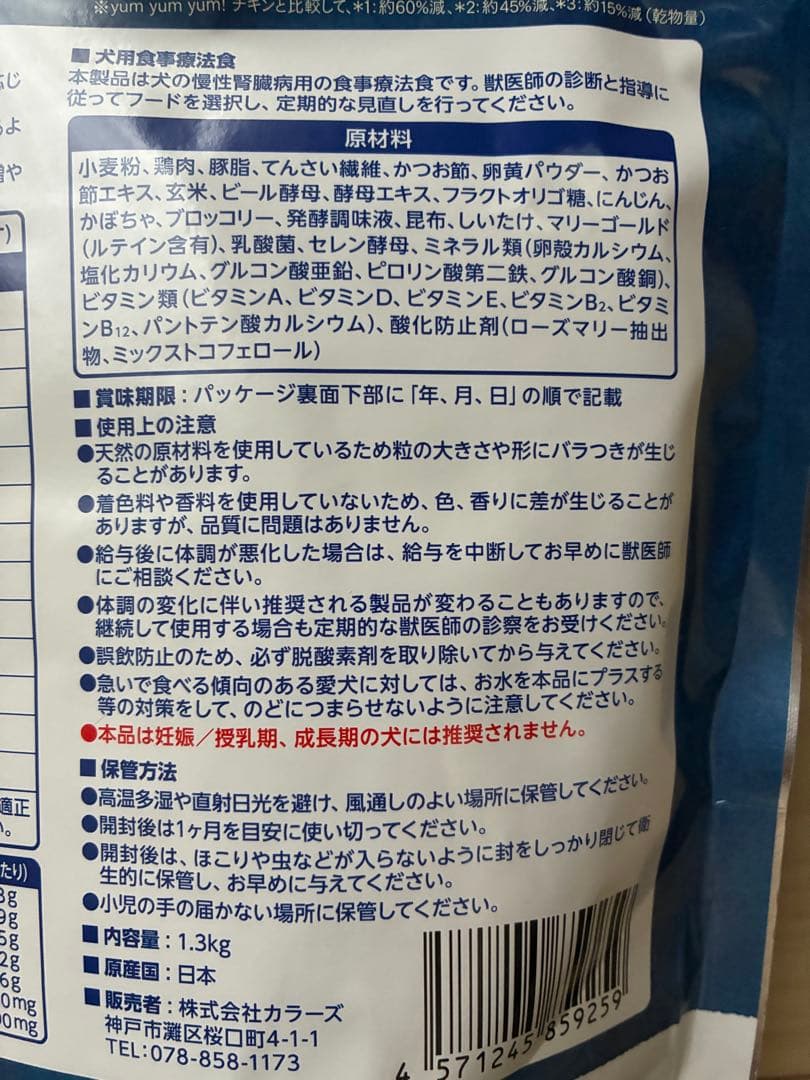 ※yum yum yum! チキンと比較して、*1:約60%減、*2:約45%減、*3:約15%減(乾物量)
■犬用食事療法食
本製品は犬の慢性腎臓病用の食事療法食です。獣医師の診断と指導に
従ってフードを選択し、定期的な見直しを行ってください。
原材料
小麦粉、鶏肉、豚脂、てんさい繊維、かつお節、卵黄パウダー、かつお
節エキス、玄米、ビール酵母、酵母エキス、フラクトオリゴ糖、にんじん、
かぼちゃ、ブロッコリー、発酵調味液、昆布、しいたけ、マリーゴールド
(ルテイン含有)、乳酸菌、セレン酵母、ミネラル類(卵殻カルシウム、
塩化カリウム、グルコン酸亜鉛、ピロリン酸第二鉄、グルコン酸銅)、
ビタミン類(ビタミンA、ビタミンD、ビタミンE、ビタミンB2、ビタミ
ンB12、パントテン酸カルシウム)、酸化防止剤(ローズマリー抽出
物、ミックストコフェロール)
■賞味期限:パッケージ裏面下部に「年、月、日」の順で記載
■使用上の注意
●天然の原材料を使用しているため粒の大きさや形にバラつきが生じ
ることがあります。
●着色料や香料を使用していないため、色、香りに差が生じることが
ありますが、品質に問題はありません。
●給与後に体調が悪化した場合は、給与を中断してお早めに獣医師
にご相談ください。
●体調の変化に伴い推奨される製品が変わることもありますので、
継続して使用する場合も定期的な獣医師の診察をお受けください。
●誤飲防止のため、必ず脱酸素剤を取り除いてから与えてください。
●急いで食べる傾向のある愛犬に対しては、お水を本品にプラスする
等の対策をして、のどにつまらせないように注意してください。
●本品は妊娠/授乳期、成長期の犬には推奨されません。
■保管方法
●高温多湿や直射日光を避け、風通しのよい場所に保管してください。
●開封後は1ヶ月を目安に使い切ってください。
●開封後は、ほこりや虫などが入らないように封をしっかり閉じて衛
生的に保管し、お早めに与えてください。
●小児の手の届かない場所に保管してください。
■内容量:1.3kg
■原産国:日本
■販売者:株式会社カラーズ
神戸市灘区桜口町4-1-1
TEL:078-858-1173
4 571245 859259